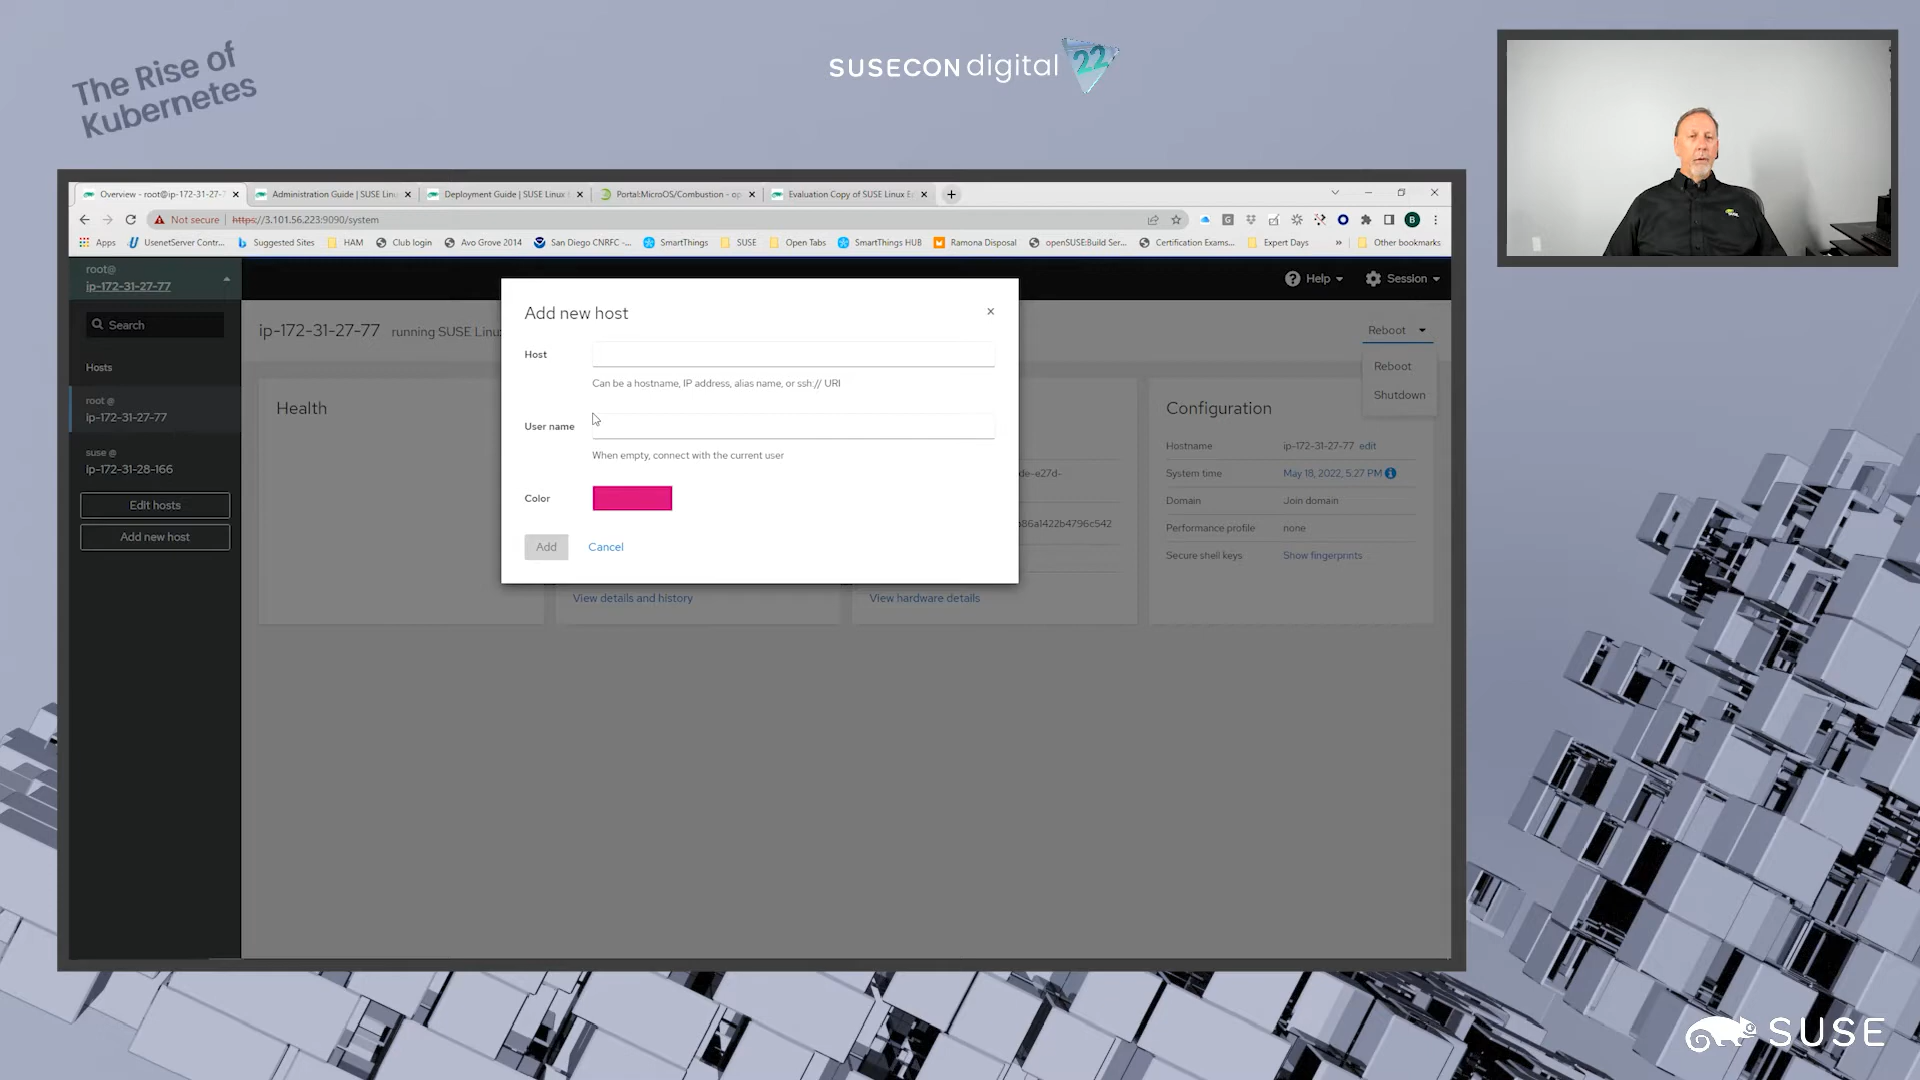 The Rise of
Kubernetes
SUSECON digital 22
Overview - root@ip-172-31-27-7
Administration Guide | SUSE Linu
Deployment Guide | SUSE Linux
Portal:MicroOS/Combustion - op
Evaluation Copy of SUSE Linux E
Not secure | https://3.101.56.223:9090/system
B
Apps
UsenetServer Contr...
Suggested Sites
HAM
Club login
Avo Grove 2014
San Diego CNRFC -...
SmartThings
SUSE
Open Tabs
SmartThings HUB
Ramona Disposal
openSUSE:Build Ser...
Certification Exams...
Expert Days
»
Other bookmarks
root@
ip-172-31-27-77
Help
Session
Search
Hosts
root @
ip-172-31-27-77
suse @
ip-172-31-28-166
Edit hosts
Add new host
ip-172-31-27-77 running SUSE Linu
Reboot
Reboot
Shutdown
Health
Add new host
Host
Can be a hostname, IP address, alias name, or ssh:// URI
User name
When empty, connect with the current user
Color
Add
Cancel
de-e27d-
86a1422b4796c542
View details and history
View hardware details
Configuration
Hostname ip-172-31-27-77 edit
System time May 18, 2022, 5:27 PM
Domain Join domain
Performance profile none
Secure shell keys Show fingerprints
SUSE